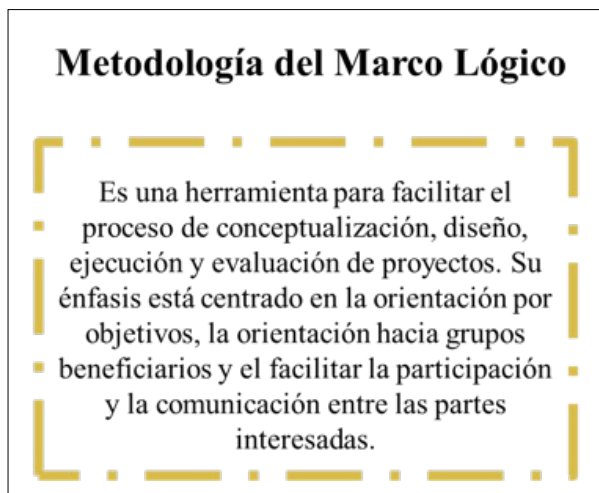 Metodología del Marco Lógico
Es una herramienta para facilitar el
proceso de conceptualización, diseño,
ejecución y evaluación de proyectos. Su
énfasis está centrado en la orientación por
objetivos, la orientación hacia grupos
beneficiarios y el facilitar la participación
y la comunicación entre las partes
interesadas.